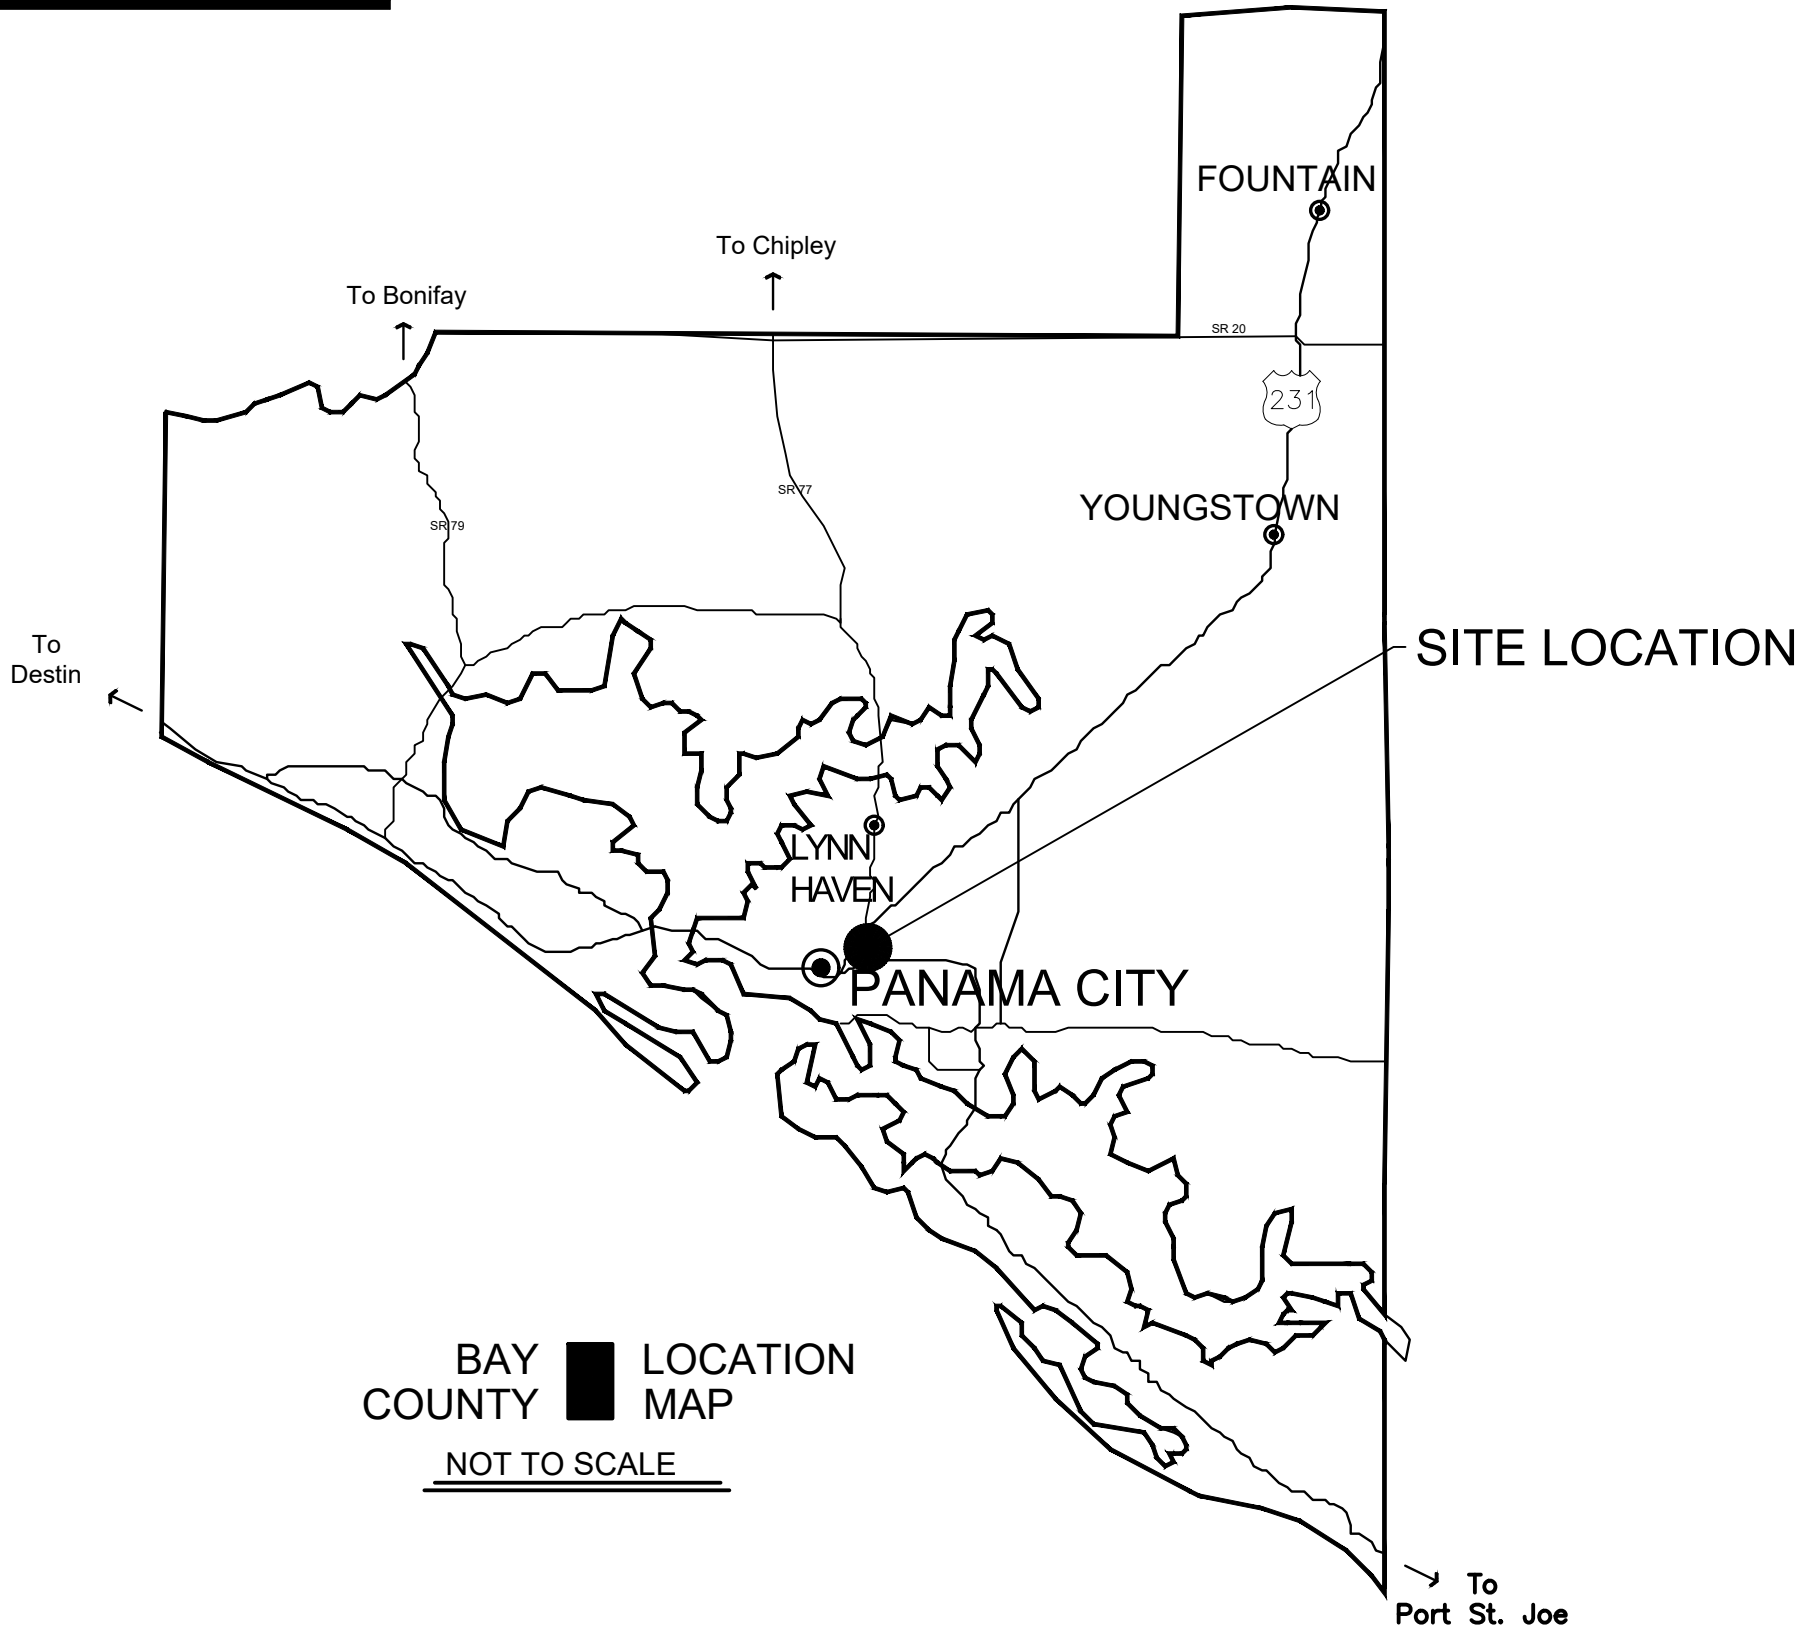 FOUNTAIN
To Chipley
To Bonifay
SR 20
231
SR 77
YOUNGSTOWN
SR 79
To
Destin
SITE LOCATION
LYNN
HAVEN
PANAMA CITY
BAY
COUNTY
LOCATION
MAP
NOT TO SCALE
To
Port St. Joe